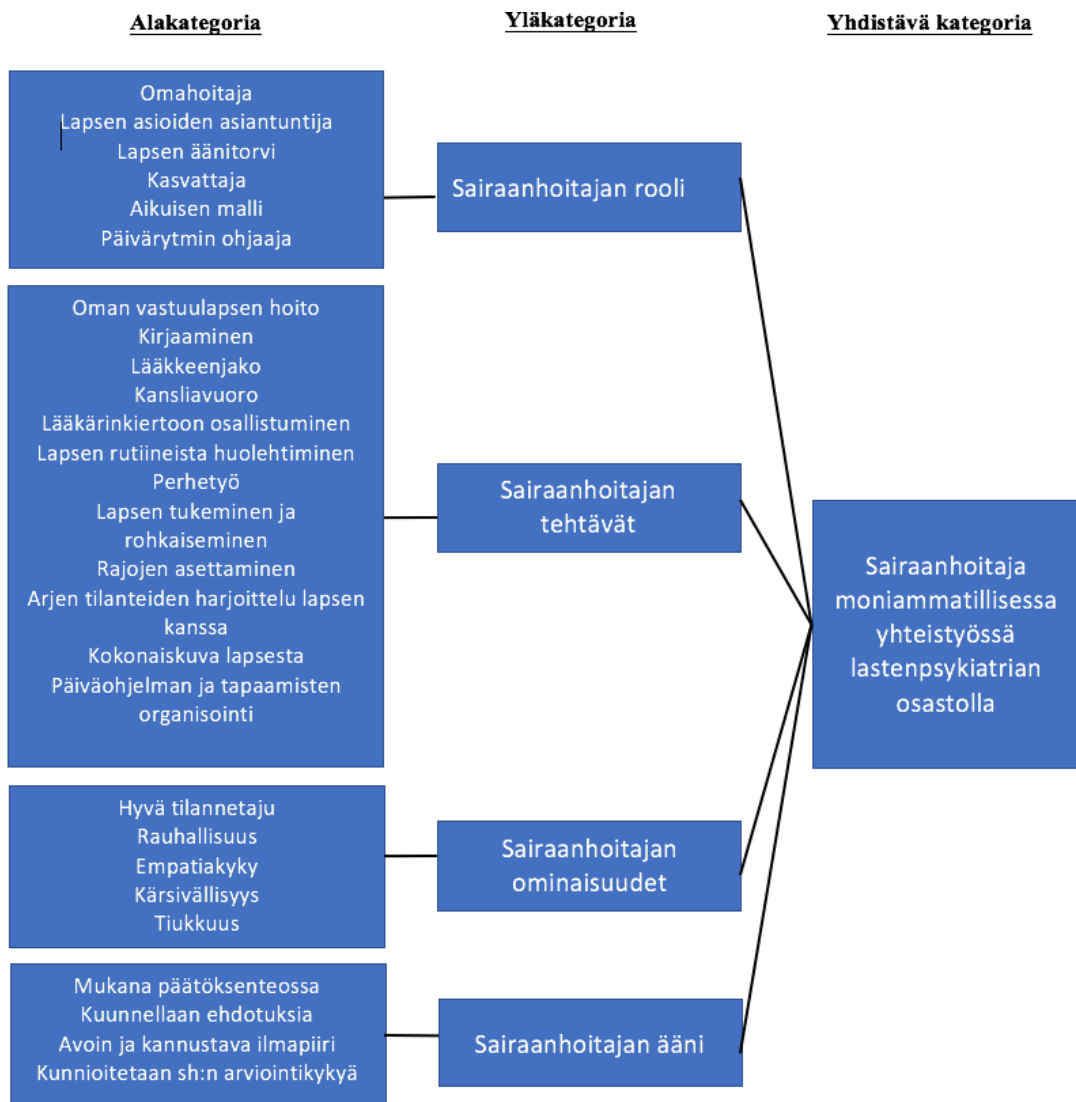 Alakategoria
Yläkategoria
Yhdistävä kategoria
Omahoitaja
Lapsen asioiden asiantuntija
Lapsen äänitorvi
Kasvattaja
Aikuisen malli
Päivärytmin ohjaaja
Sairaanhoitajan rooli
Oman vastuulapsen hoito
Kirjaaminen
Lääkkeenjako
Kansliavuoro
Lääkärinkiertoon osallistuminen
Lapsen rutiineista huolehtiminen
Perhetyö
Lapsen tukeminen ja
rohkaiseminen
Rajojen asettaminen
Arjen tilanteiden harjoittelu lapsen
kanssa
Kokonaiskuva lapsesta
Päiväohjelman ja tapaamisten
organisointi
Sairaanhoitajan
tehtävät
Hyvä tilannetaju
Rauhallisuus
Empatiakyky
Kärsivällisyys
Tiukkuus
Sairaanhoitajan
ominaisuudet
Mukana päätöksenteossa
Kuunnellaan ehdotuksia
Avoin ja kannustava ilmapiiri
Kunnioitetaan sh:n arviointikykyä
Sairaanhoitajan ääni
Sairaanhoitaja
moniammatillisessa
yhteistyössä
lastenpsykiatrian
osastolla